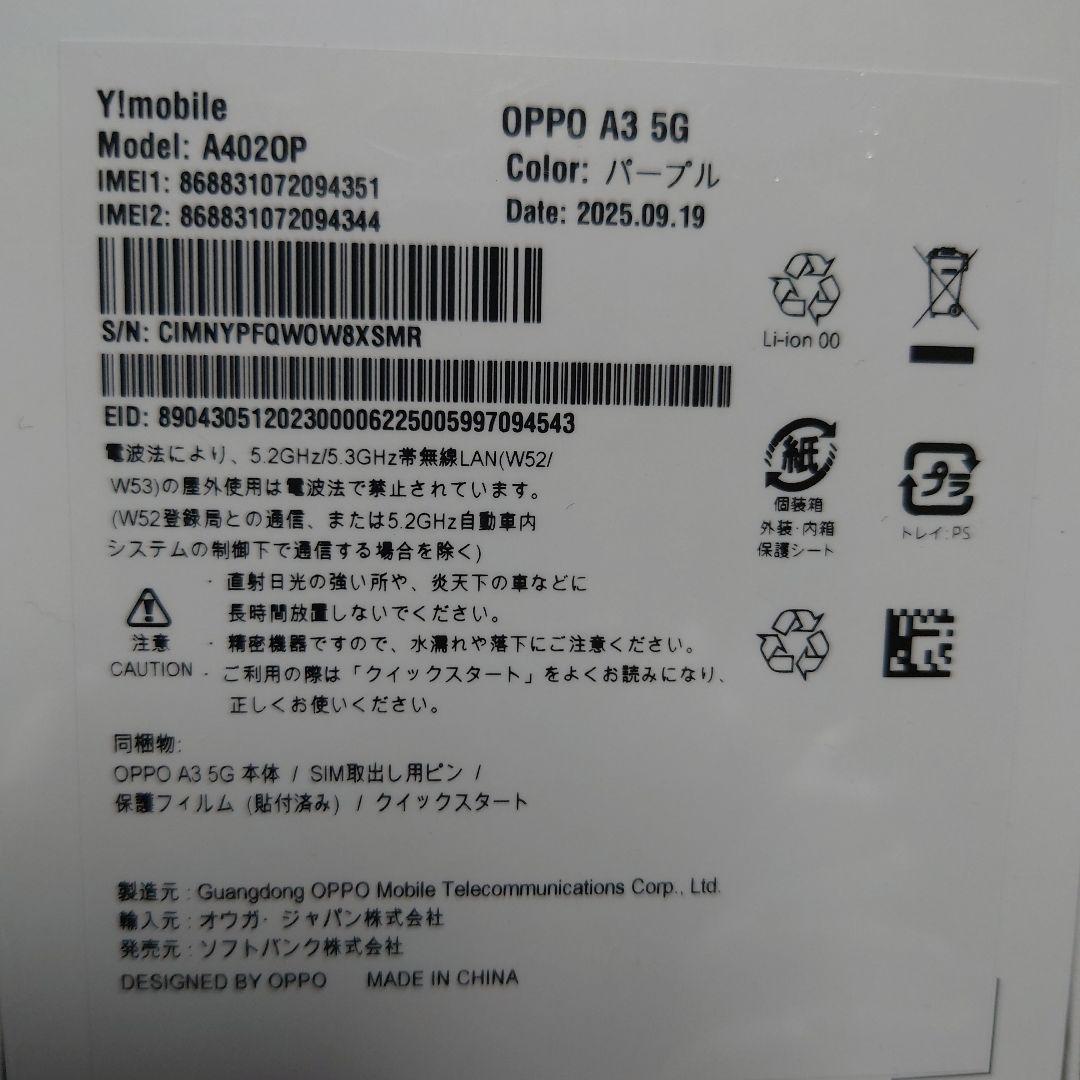 Y!mobile
Model: A402OP
IMEI1: 868831072094351
IMEI2: 868831072094344
OPPO A3 5G
Color: パープル
Date: 2025.09.19
S/N: CIMNYPFQWOW8XSMR
EID: 89043051202300006225005997094543
電波法により、5.2GHz/5.3GHz帯無線LAN(W52/
W53)の屋外使用は電波法で禁止されています。
(W52登録局との通信、または5.2GHz自動車内
システムの制御下で通信する場合を除く)
注意
CAUTION
・直射日光の強い所や、炎天下の車などに
長時間放置しないでください。
・精密機器ですので、水漏れや落下にご注意ください。
・ご利用の際は「クイックスタート」をよくお読みになり、
正しくお使いください。
同梱物:
OPPO A3 5G 本体 / SIM取出し用ピン /
保護フィルム (貼付済み) / クイックスタート
製造元 : Guangdong OPPO Mobile Telecommunications Corp., Ltd.
輸入元 : オウガ・ジャパン株式会社
発売元 : ソフトバンク株式会社
DESIGNED BY OPPO MADE IN CHINA
Li-ion 00
紙
個装箱
外装・内箱
保護シート
プラ
トレイ:PS